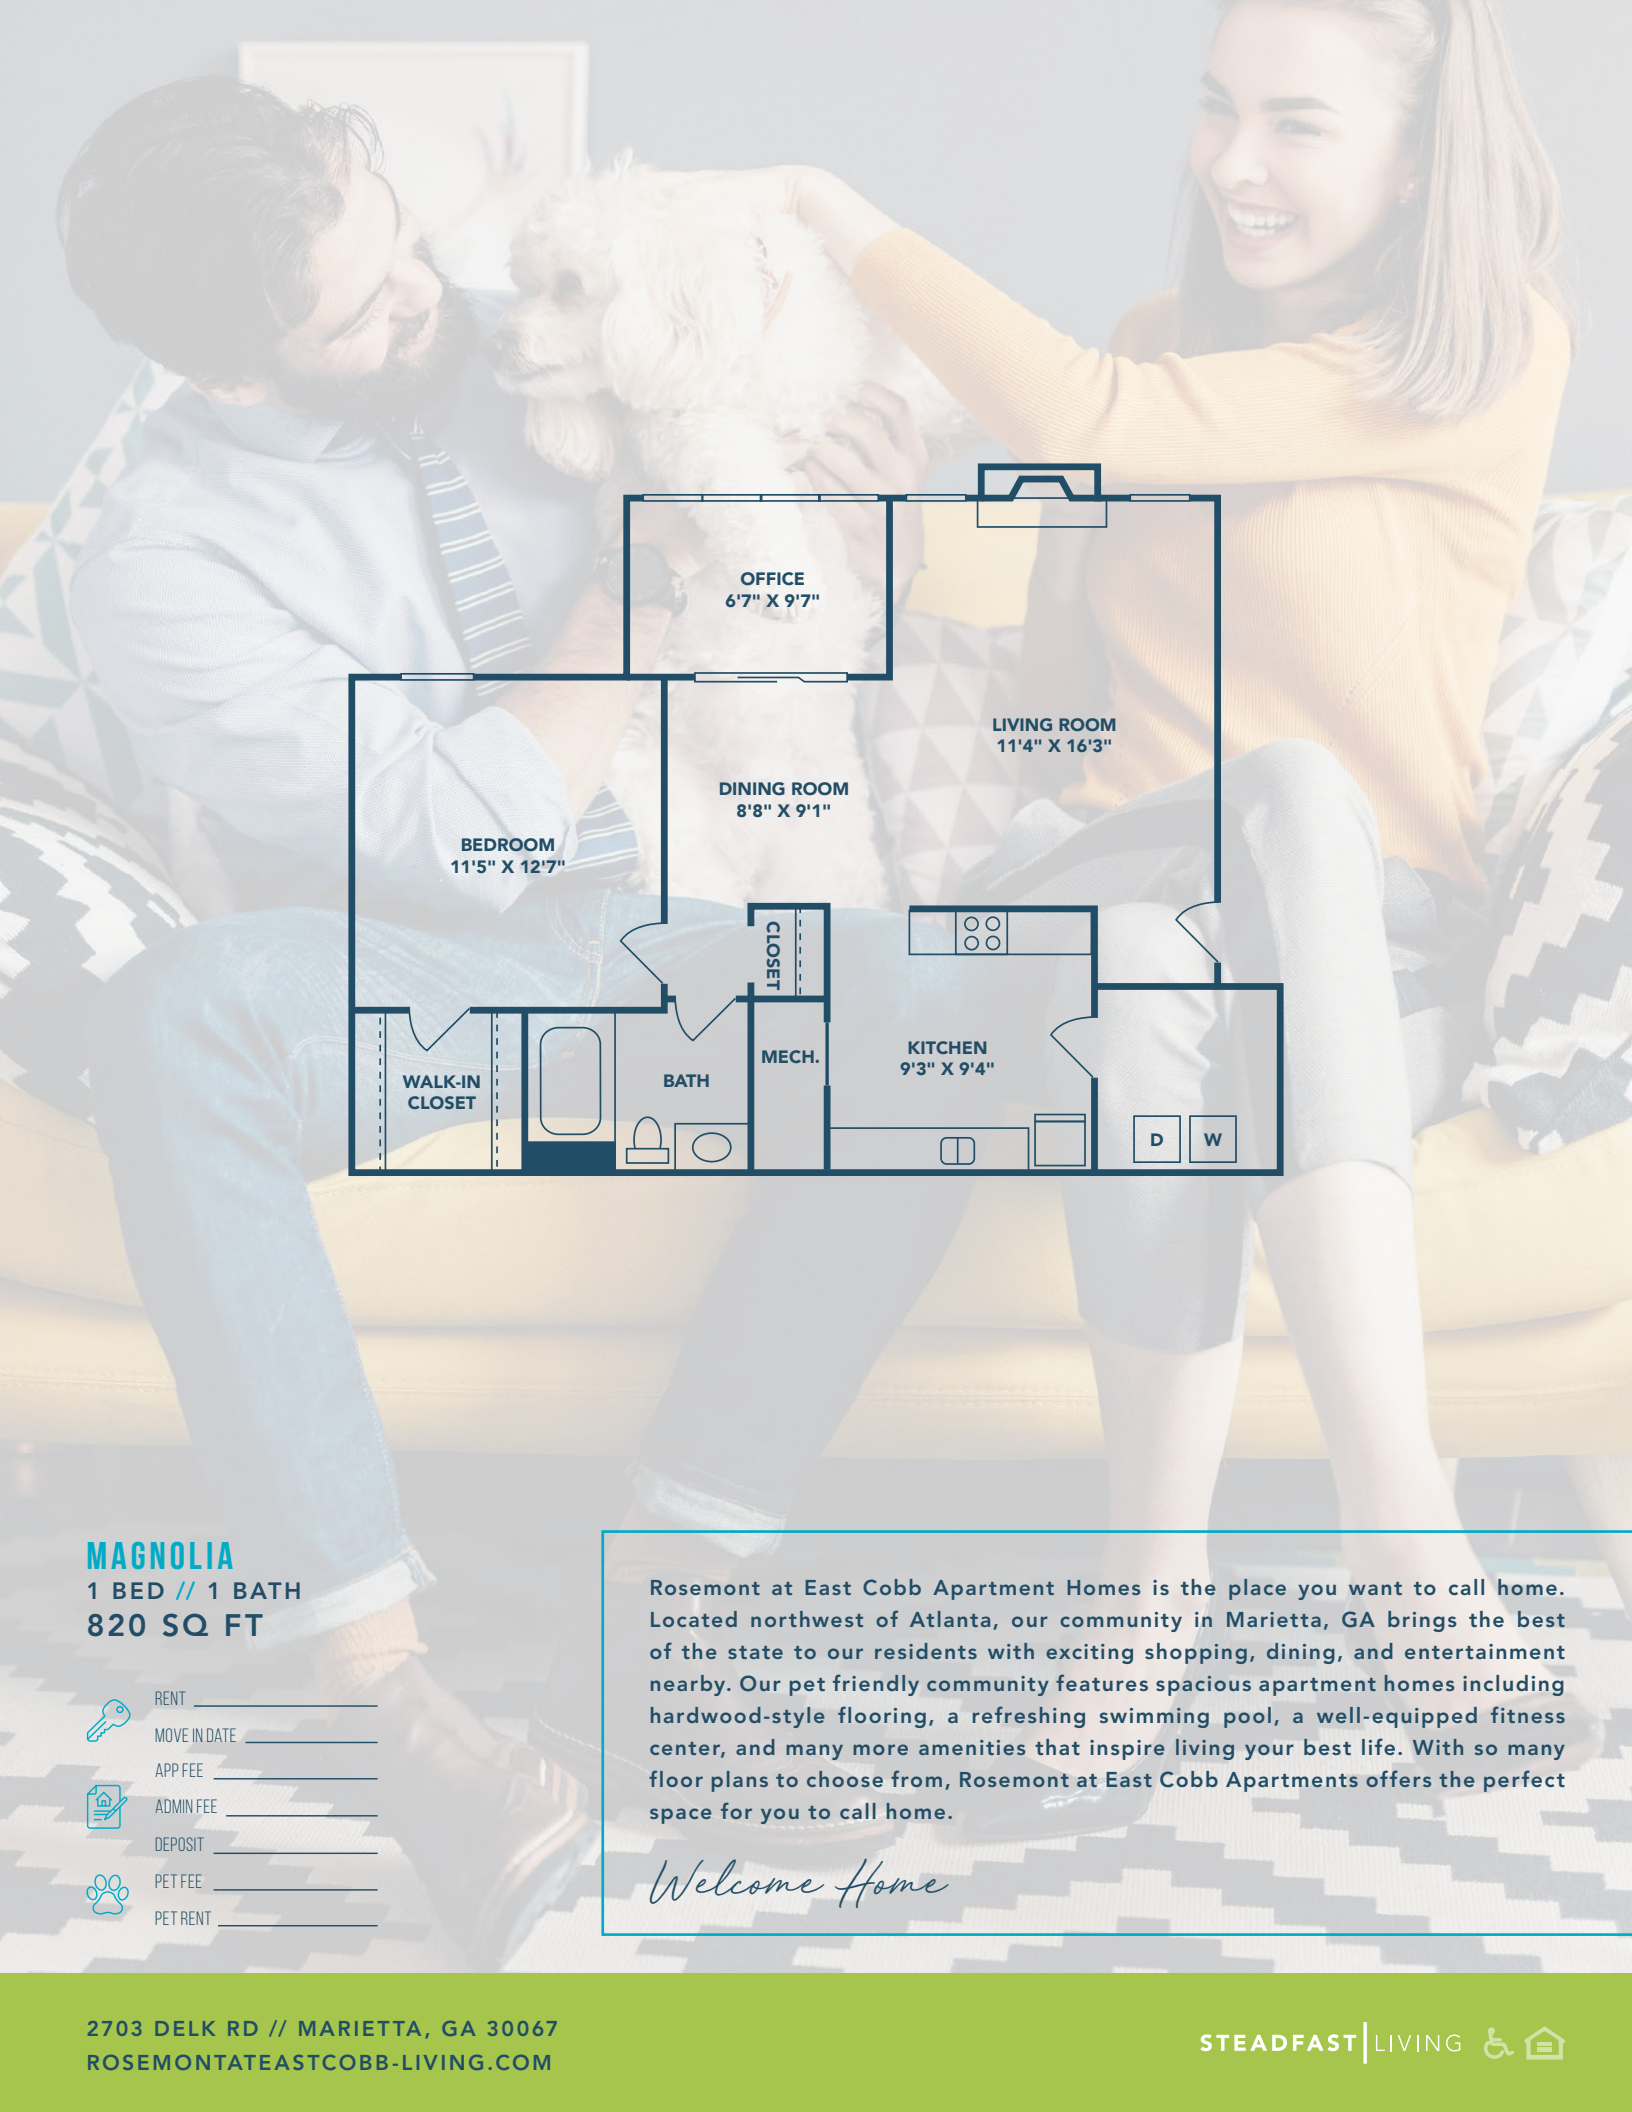 OFFICE
6'7" X 9'7"
LIVING ROOM
11'4" X 16'3"
DINING ROOM
8'8" X 9'1"
BEDROOM
11'5" X 12'7"
CLOSET
WALK-IN
CLOSET
BATH
MECH.
KITCHEN
9'3" X 9'4"
D
W
MAGNOLIA
1 BED // 1 BATH
820 SQ FT
RENT
MOVE IN DATE
APP FEE
ADMIN FEE
DEPOSIT
PET FEE
PET RENT
Rosemont at East Cobb Apartment Homes is the place you want to call home.
Located northwest of Atlanta, our community in Marietta, GA brings the best
of the state to our residents with exciting shopping, dining, and entertainment
nearby. Our pet friendly community features spacious apartment homes including
hardwood-style flooring, a refreshing swimming pool, a well-equipped fitness
center, and many more amenities that inspire living your best life. With so many
floor plans to choose from, Rosemont at East Cobb Apartments offers the perfect
space for you to call home.
Welcome Home
2703 DELK RD // MARIETTA, GA 30067
ROSEMONTATEASTCOBB-LIVING.COM
STEADFAST|LIVING